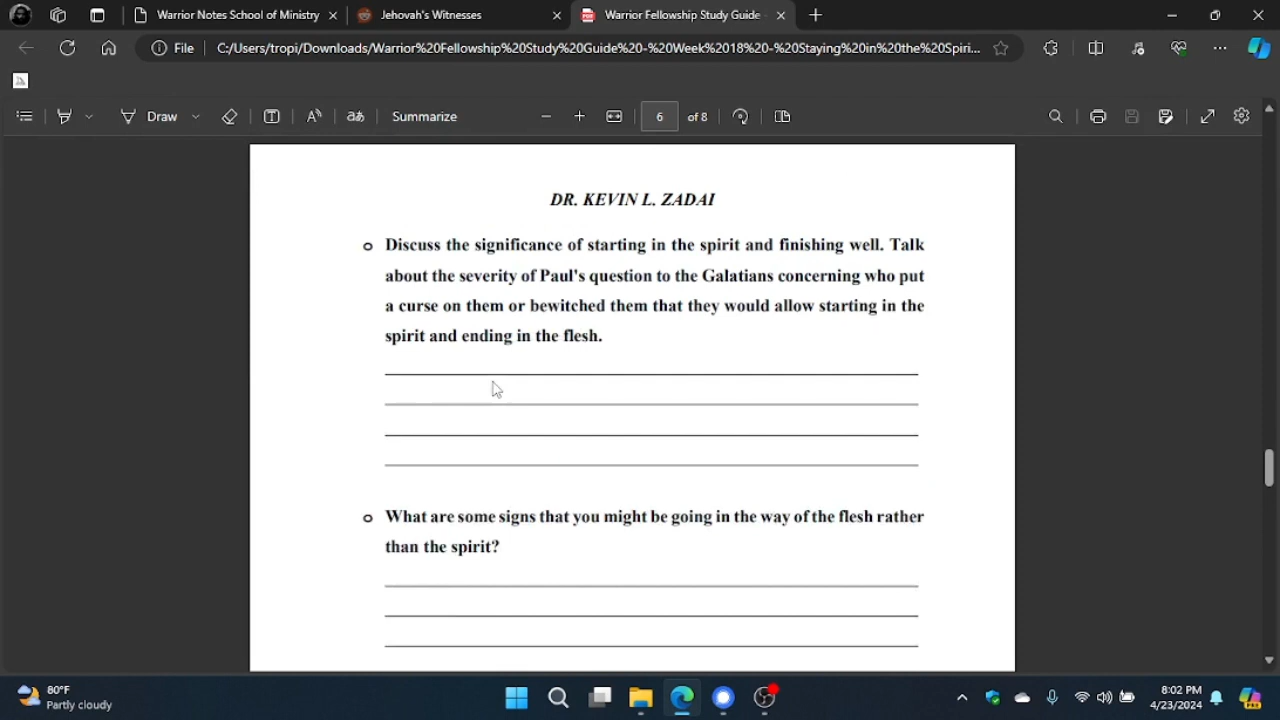 Warrior Notes School of Ministry
Jehovah's Witnesses
Warrior Fellowship Study Guide -
File
C:/Users/tropi/Downloads/Warrior%20Fellowship%20Study%20Guide%20-%20Week%2018%20-%20Staying%20in%20the%20Spiri...
Draw
Summarize
6
of 8
DR. KEVIN L. ZADAI
Discuss the significance of starting in the spirit and finishing well. Talk
about the severity of Paul's question to the Galatians concerning who put
a curse on them or bewitched them that they would allow starting in the
spirit and ending in the flesh.
What are some signs that you might be going in the way of the flesh rather
than the spirit?
80°F
Partly cloudy
8:02 PM
4/23/2024